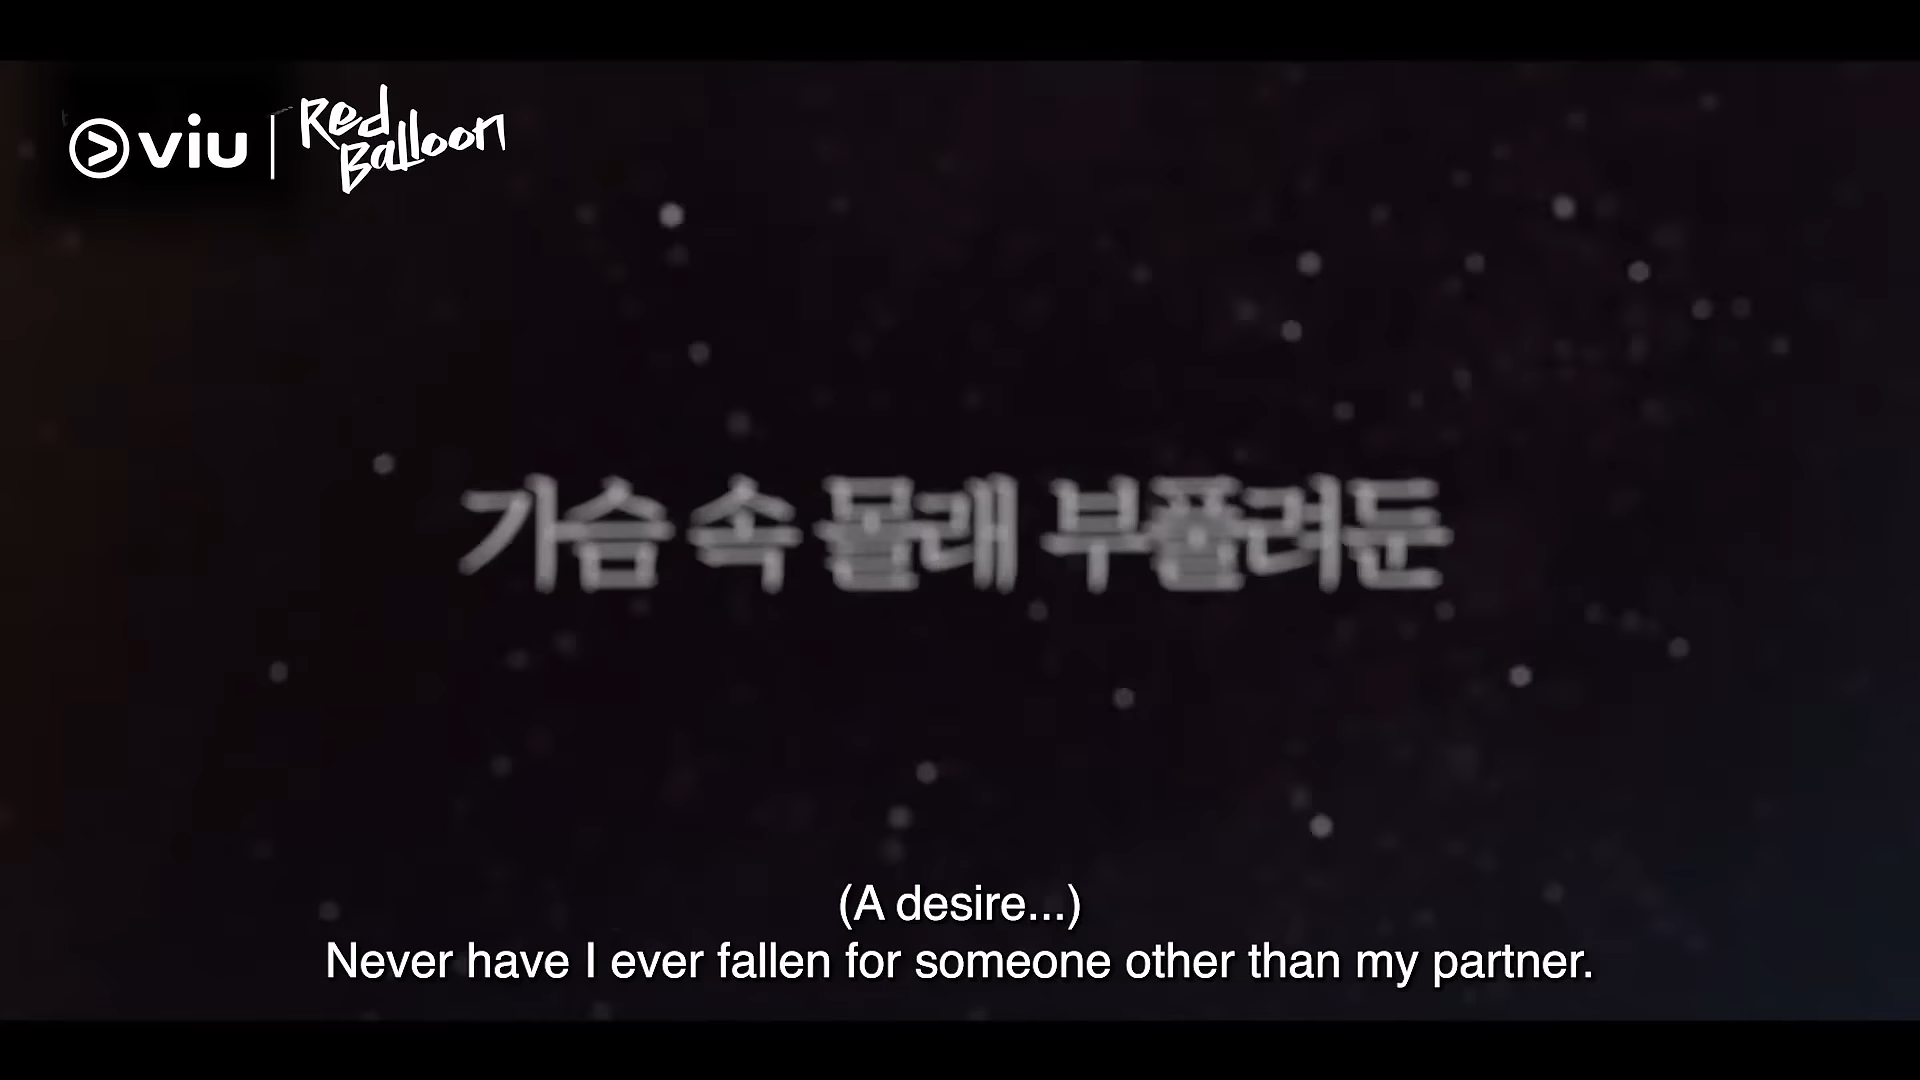 viu
Red
Balloon
가슴 속 몰래 부풀려둔
(A desire...)
Never have I ever fallen for someone other than my partner.